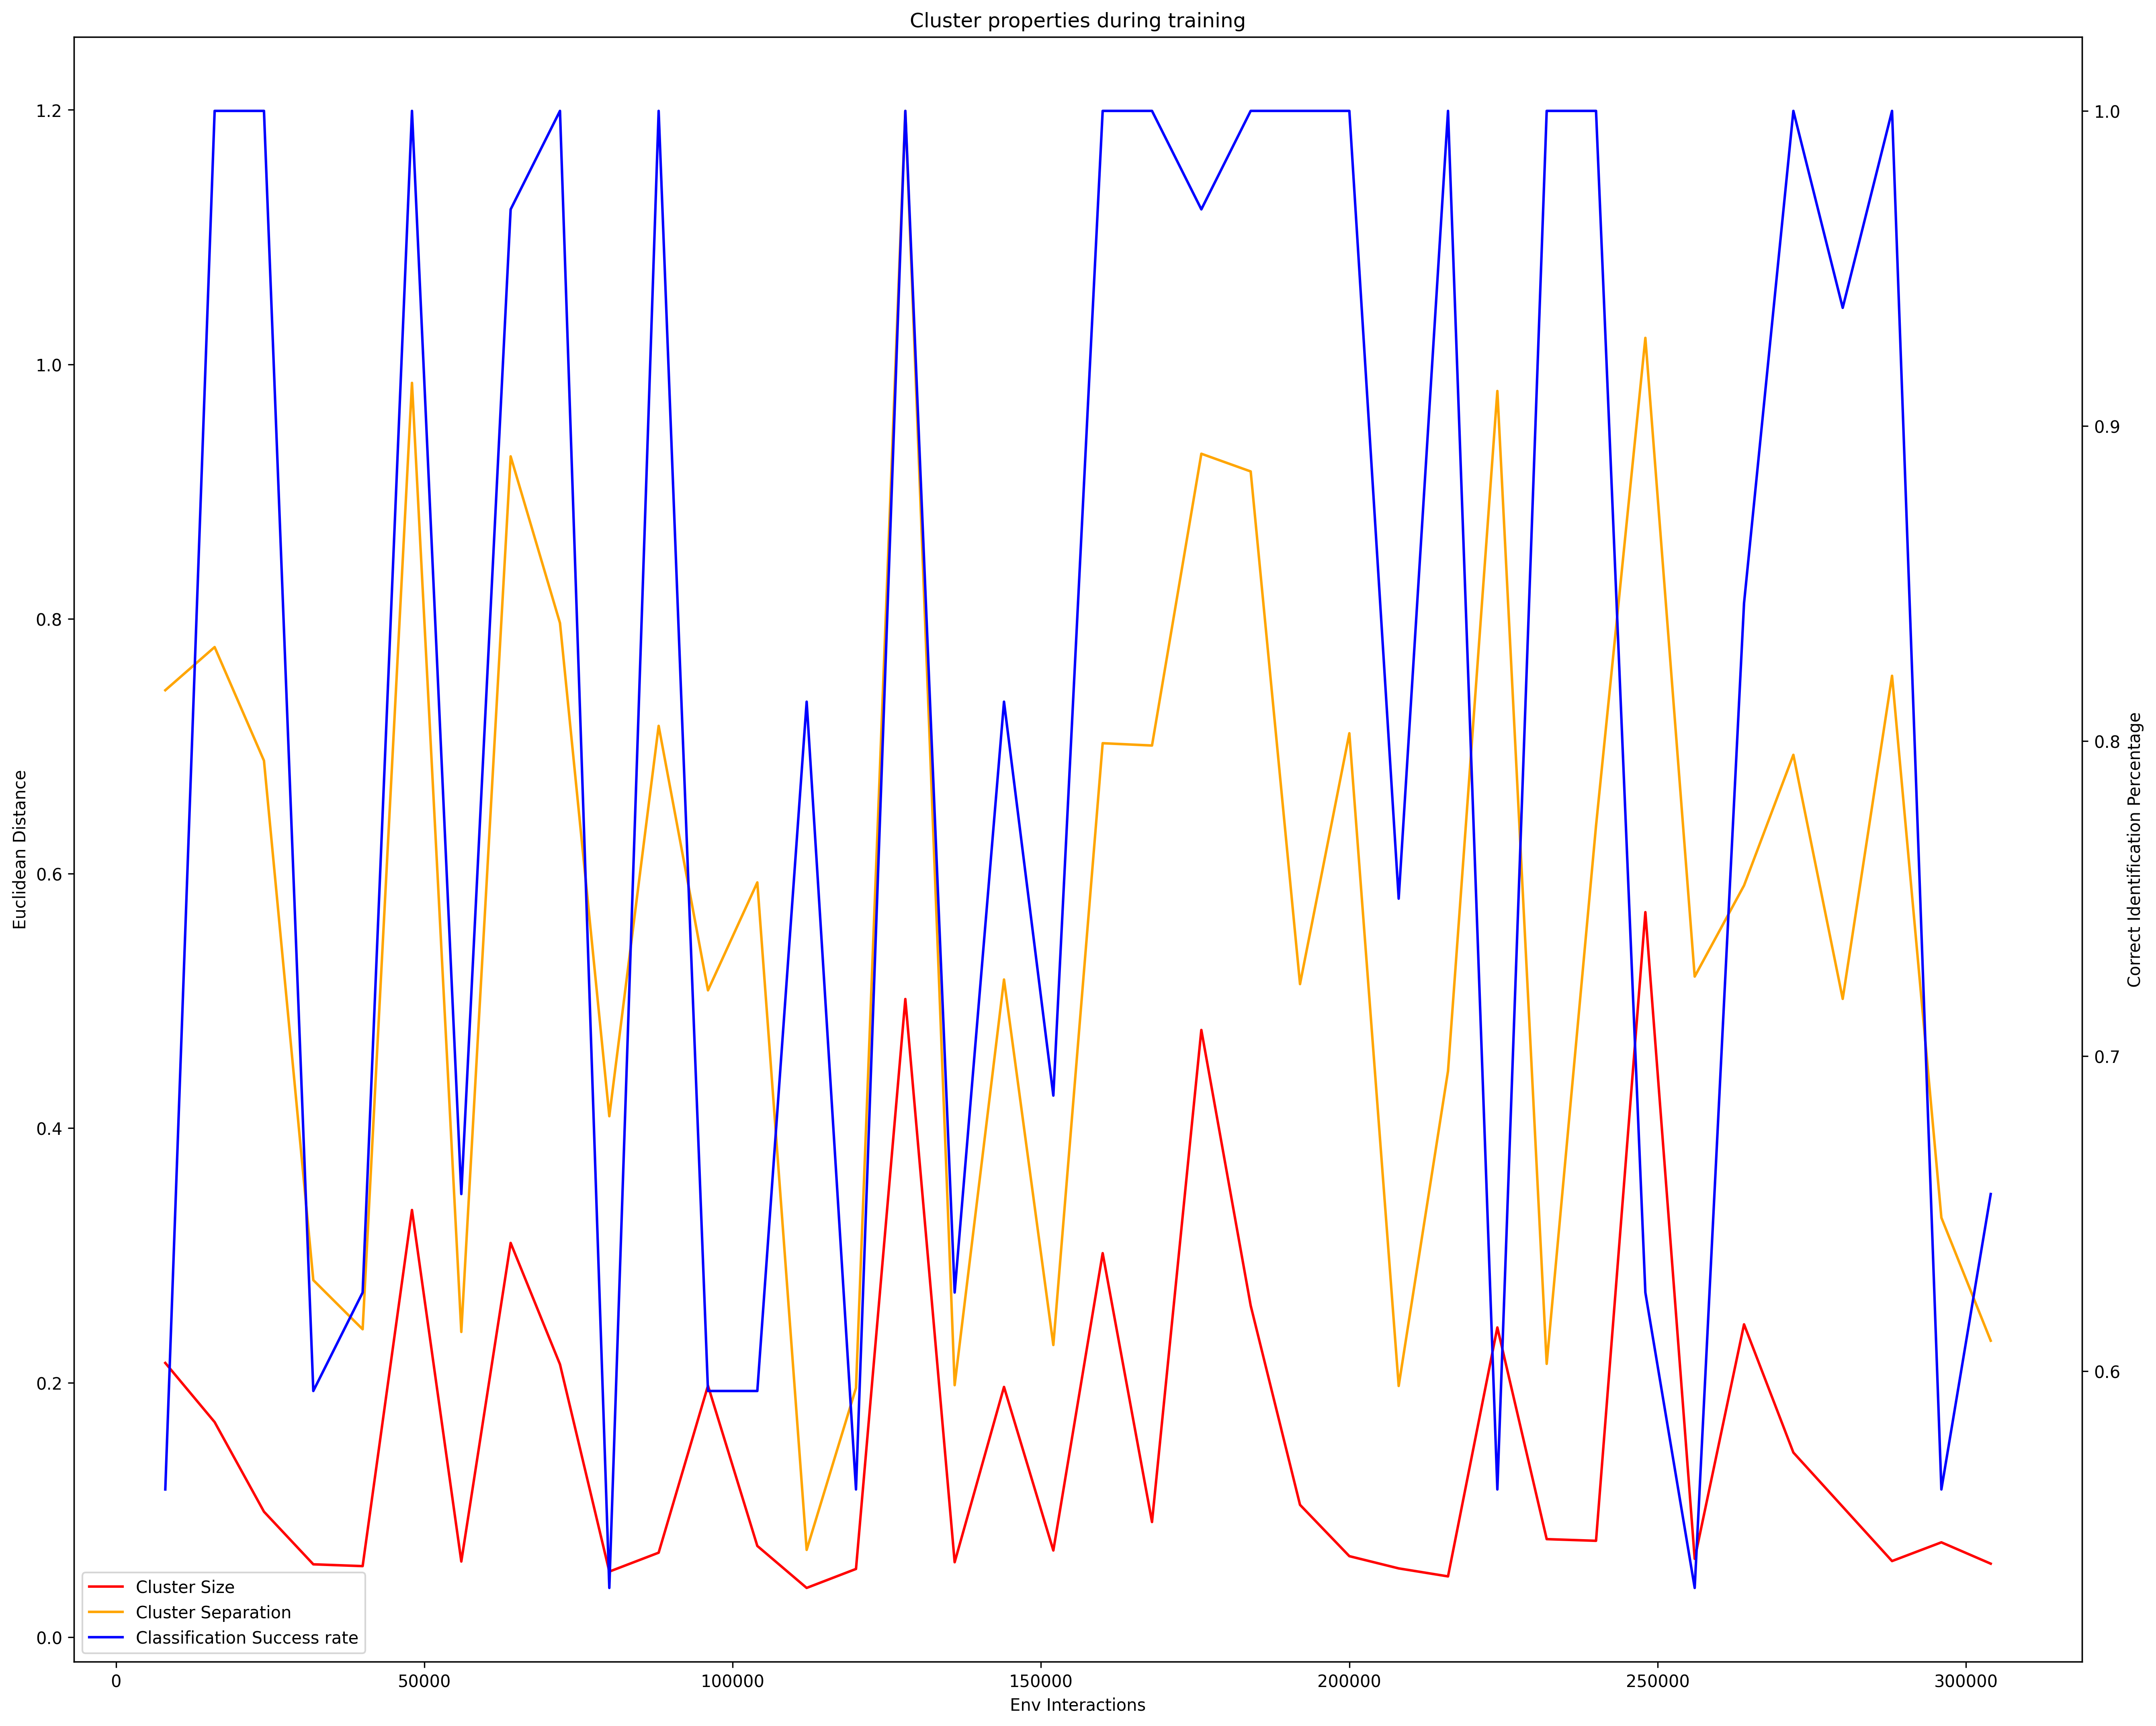 Cluster properties during training
1.2
1.0
0.8
0.6
0.4
0.2
0.0
Euclidean Distance
1.0
0.9
0.8
0.7
0.6
Correct Identification Percentage
Cluster Size
Cluster Separation
Classification Success rate
0 50000 100000 150000 200000 250000 300000
Env Interactions